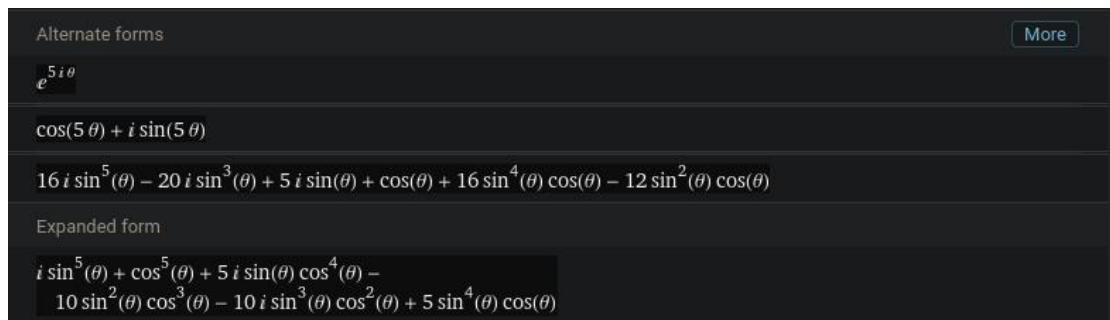 Alternate forms
More
e^{5 i θ}
cos(5 θ) + i sin(5 θ)
16 i sin^5(θ) − 20 i sin^3(θ) + 5 i sin(θ) + cos(θ) + 16 sin^4(θ) cos(θ) − 12 sin^2(θ) cos(θ)
Expanded form
i sin^5(θ) + cos^5(θ) + 5 i sin(θ) cos^4(θ) −
10 sin^2(θ) cos^3(θ) − 10 i sin^3(θ) cos^2(θ) + 5 sin^4(θ) cos(θ)